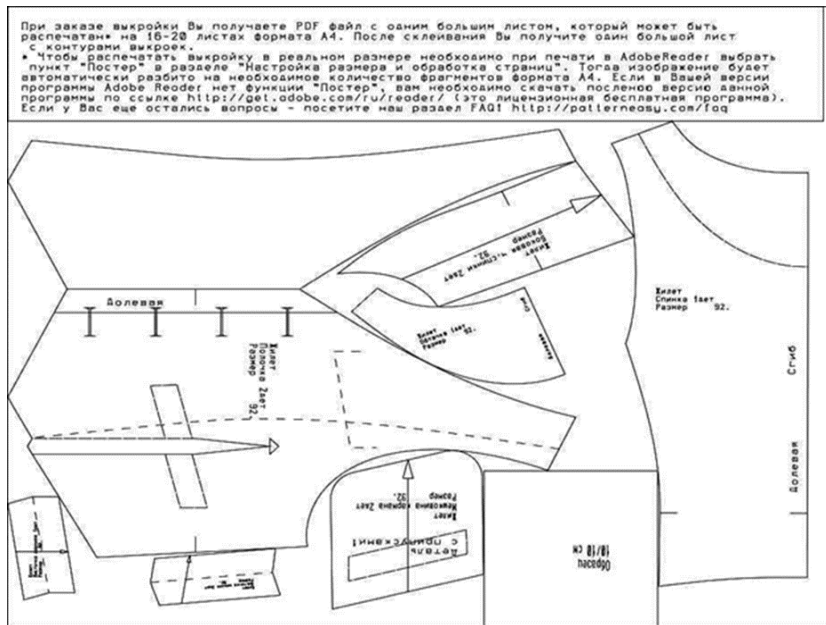 При заказе выкройки Вы получаете PDF файл с одним большим листом, который может быть
распечатан* на 16-20 листах формата А4. После склеивания Вы получите один большой лист
с контурами выкроек.
* Чтобы распечатать выкройку в реальном размере необходимо при печати в AdobeReader выбрать
пункт "Постер" в разделе "Настройка размера и обработка страниц". Тогда изображение будет
автоматически разбито на необходимое количество фрагментов формата А4. Если в Вашей версии
программы Adobe Reader нет функции "Постер", вам необходимо скачать последнюю версию данной
программы по ссылке http://get.adobe.com/ru/reader/ (это лицензионная бесплатная программа).
Если у Вас еще остались вопросы - посетите наш раздел FAQ! http://patterneasy.com/faq
Жилет
Боковая ч.спинки 2дет
Размер 92.
Жилет
Спинка 1дет
Размер 92.
Сгиб
Долевая
Долевая
Жилет
Обтачка 1дет
Размер 92.
Сгиб
Долевая
Жилет
Полочка 2дет
Размер 92
Жилет
Мешковина кармана 2дет
Размер 92.
Деталь
с припусками!
Образец
10/10 см